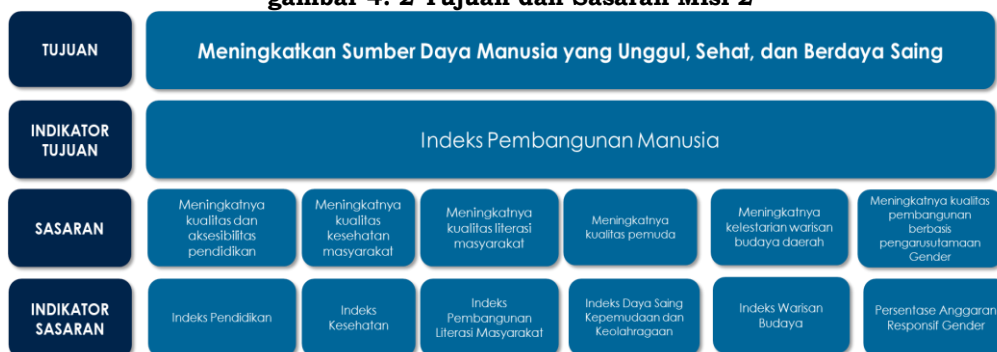 gambar 4. 2 Tujuan dan Sasaran Misi 2
TUJUAN
Meningkatkan Sumber Daya Manusia yang Unggul, Sehat, dan Berdaya Saing
INDIKATOR
TUJUAN
Indeks Pembangunan Manusia
SASARAN
Meningkatnya
kualitas dan
aksesibilitas
pendidikan
Meningkatnya
kualitas
kesehatan
masyarakat
Meningkatnya
kualitas literasi
masyarakat
Meningkatnya
kualitas pemuda
Meningkatnya
kelestarian warisan
budaya daerah
Meningkatnya kualitas
pembangunan
berbasis
pengarusutamaan
Gender
INDIKATOR
SASARAN
Indeks Pendidikan
Indeks
Kesehatan
Indeks
Pembangunan
Literasi Masyarakat
Indeks Daya Saing
Kepemudaan dan
Keolahragaan
Indeks Warisan
Budaya
Persentase Anggaran
Responsif Gender